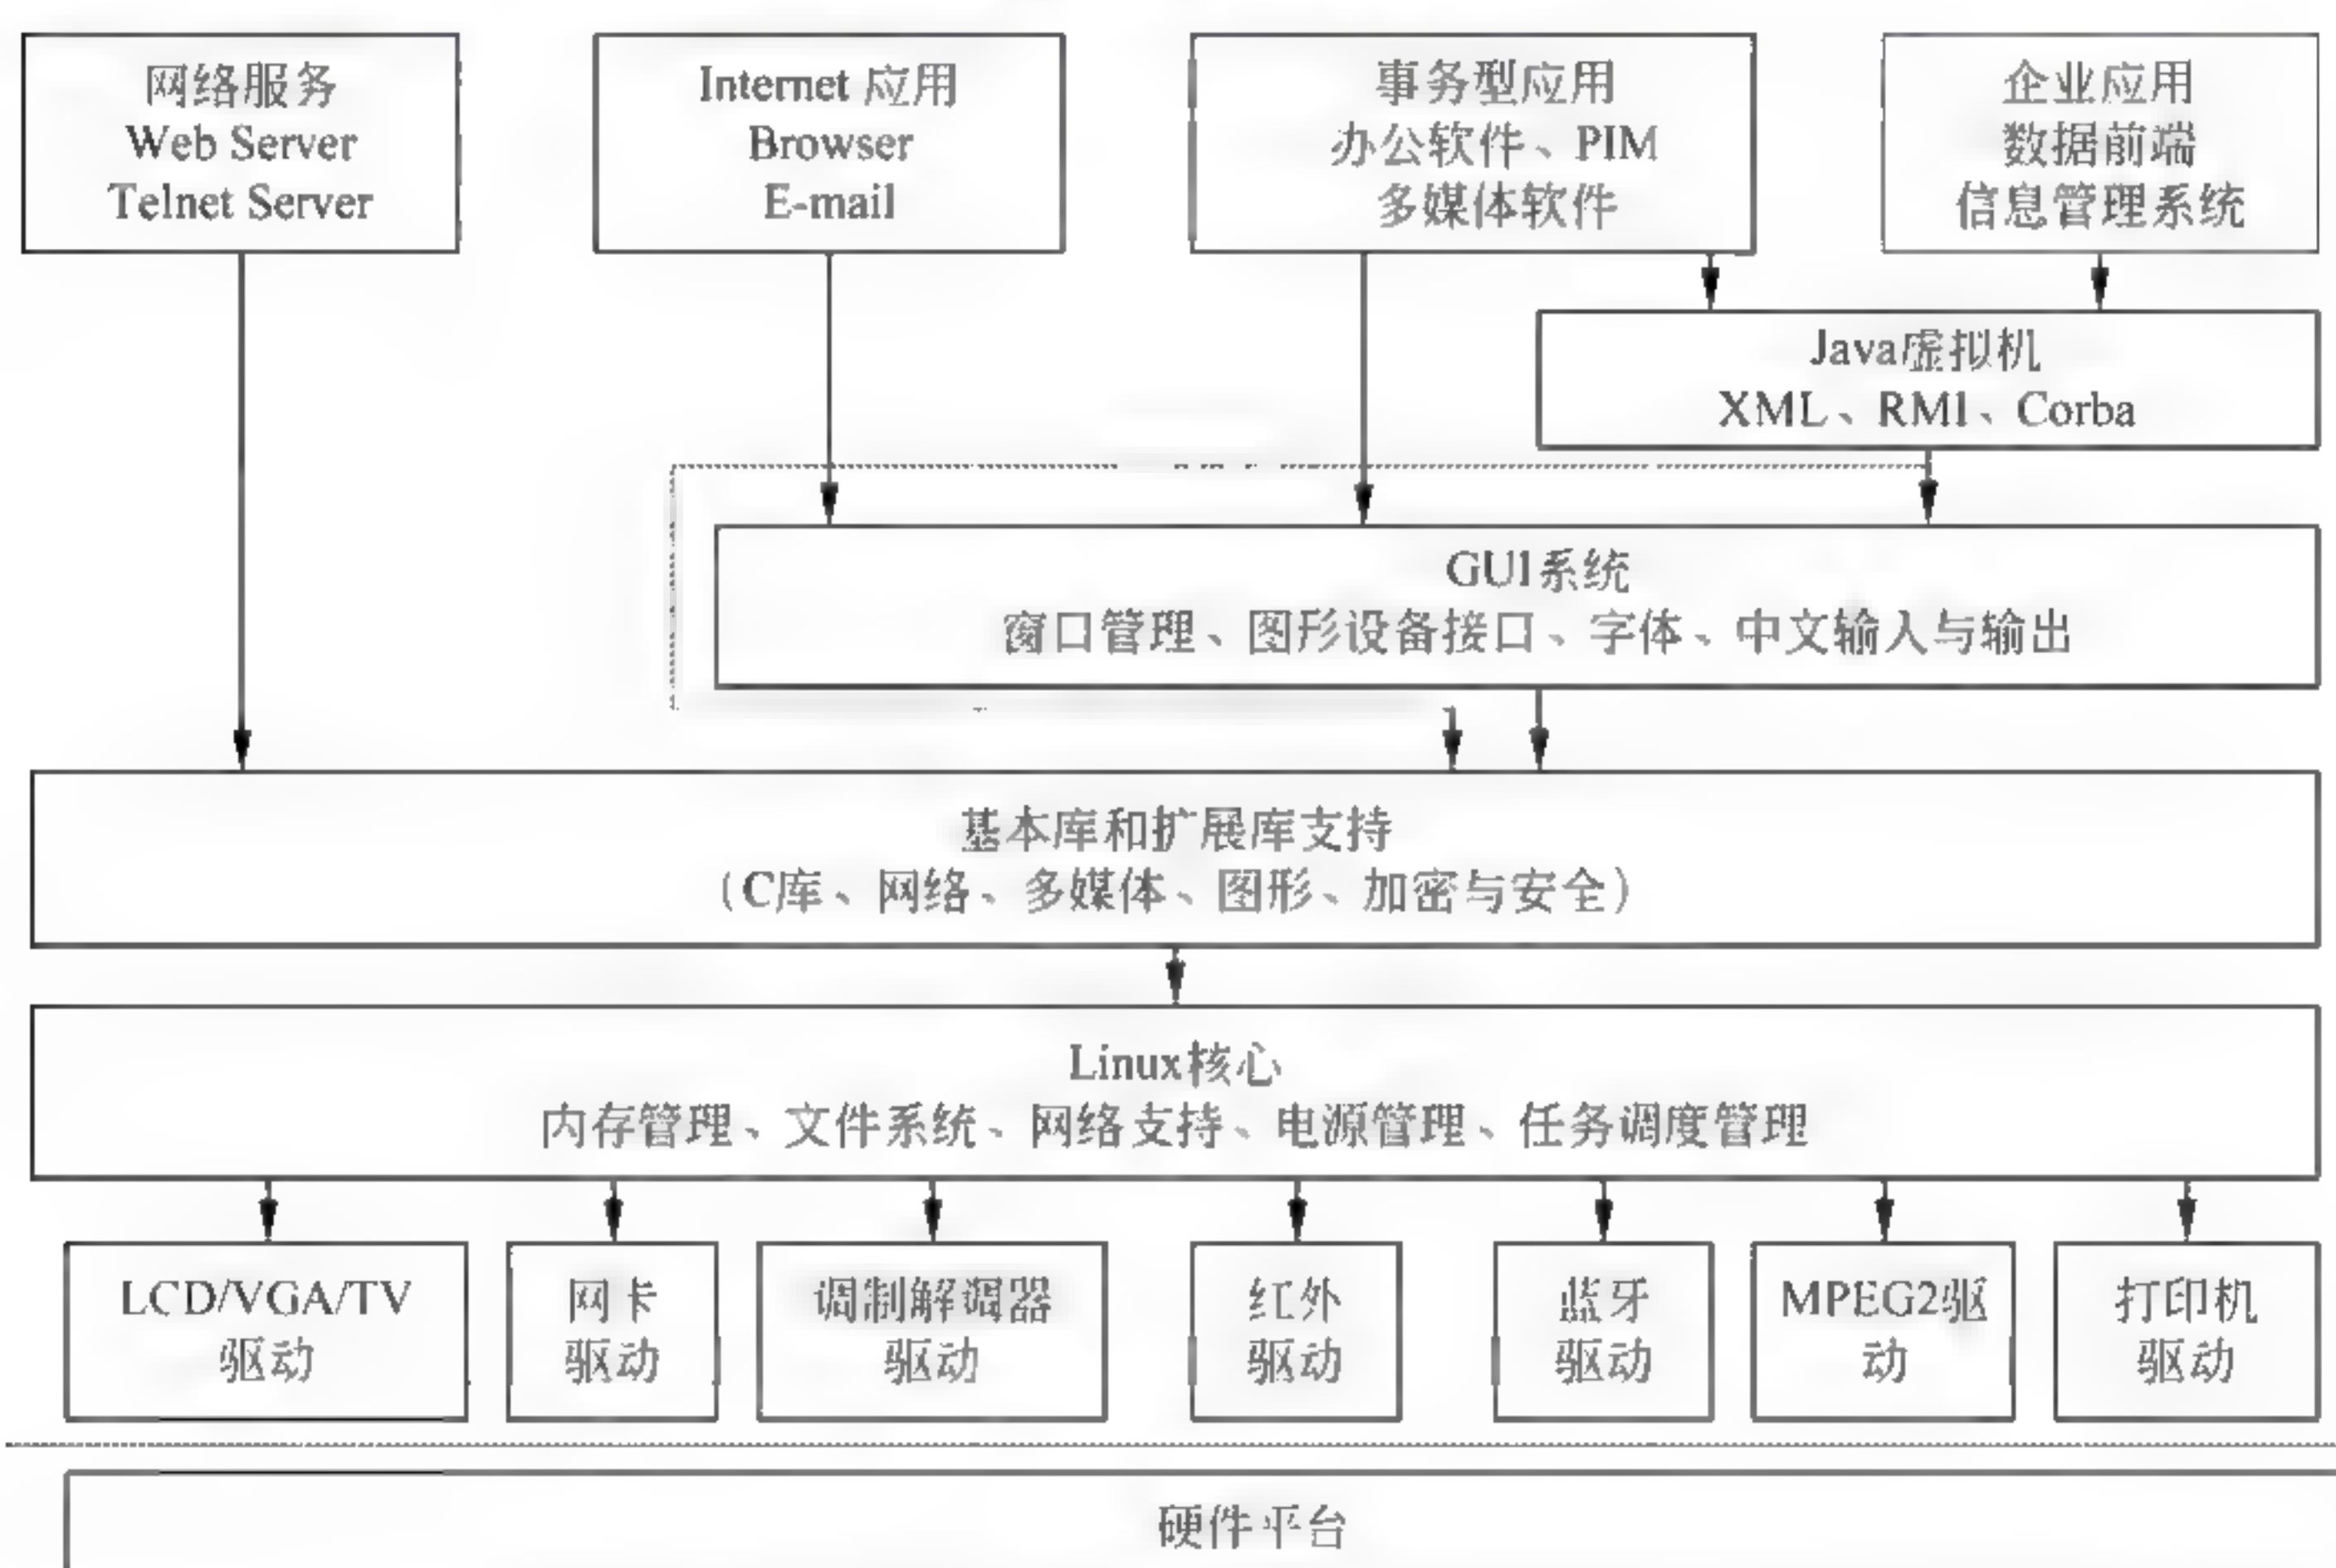 网络服务
Web Server
Telnet Server
Internet 应用
Browser
E-mail
事务型应用
办公软件、PIM
多媒体软件
企业应用
数据前端
信息管理系统
Java虚拟机
XML、RMI、Corba
GUI系统
窗口管理、图形设备接口、字体、中文输入与输出
基本库和扩展库支持
（C库、网络、多媒体、图形、加密与安全）
Linux核心
内存管理、文件系统、网络支持、电源管理、任务调度管理
LCD/VGA/TV
驱动
网卡
驱动
调制解调器
驱动
红外
驱动
蓝牙
驱动
MPEG2驱
动
打印机
驱动
硬件平台